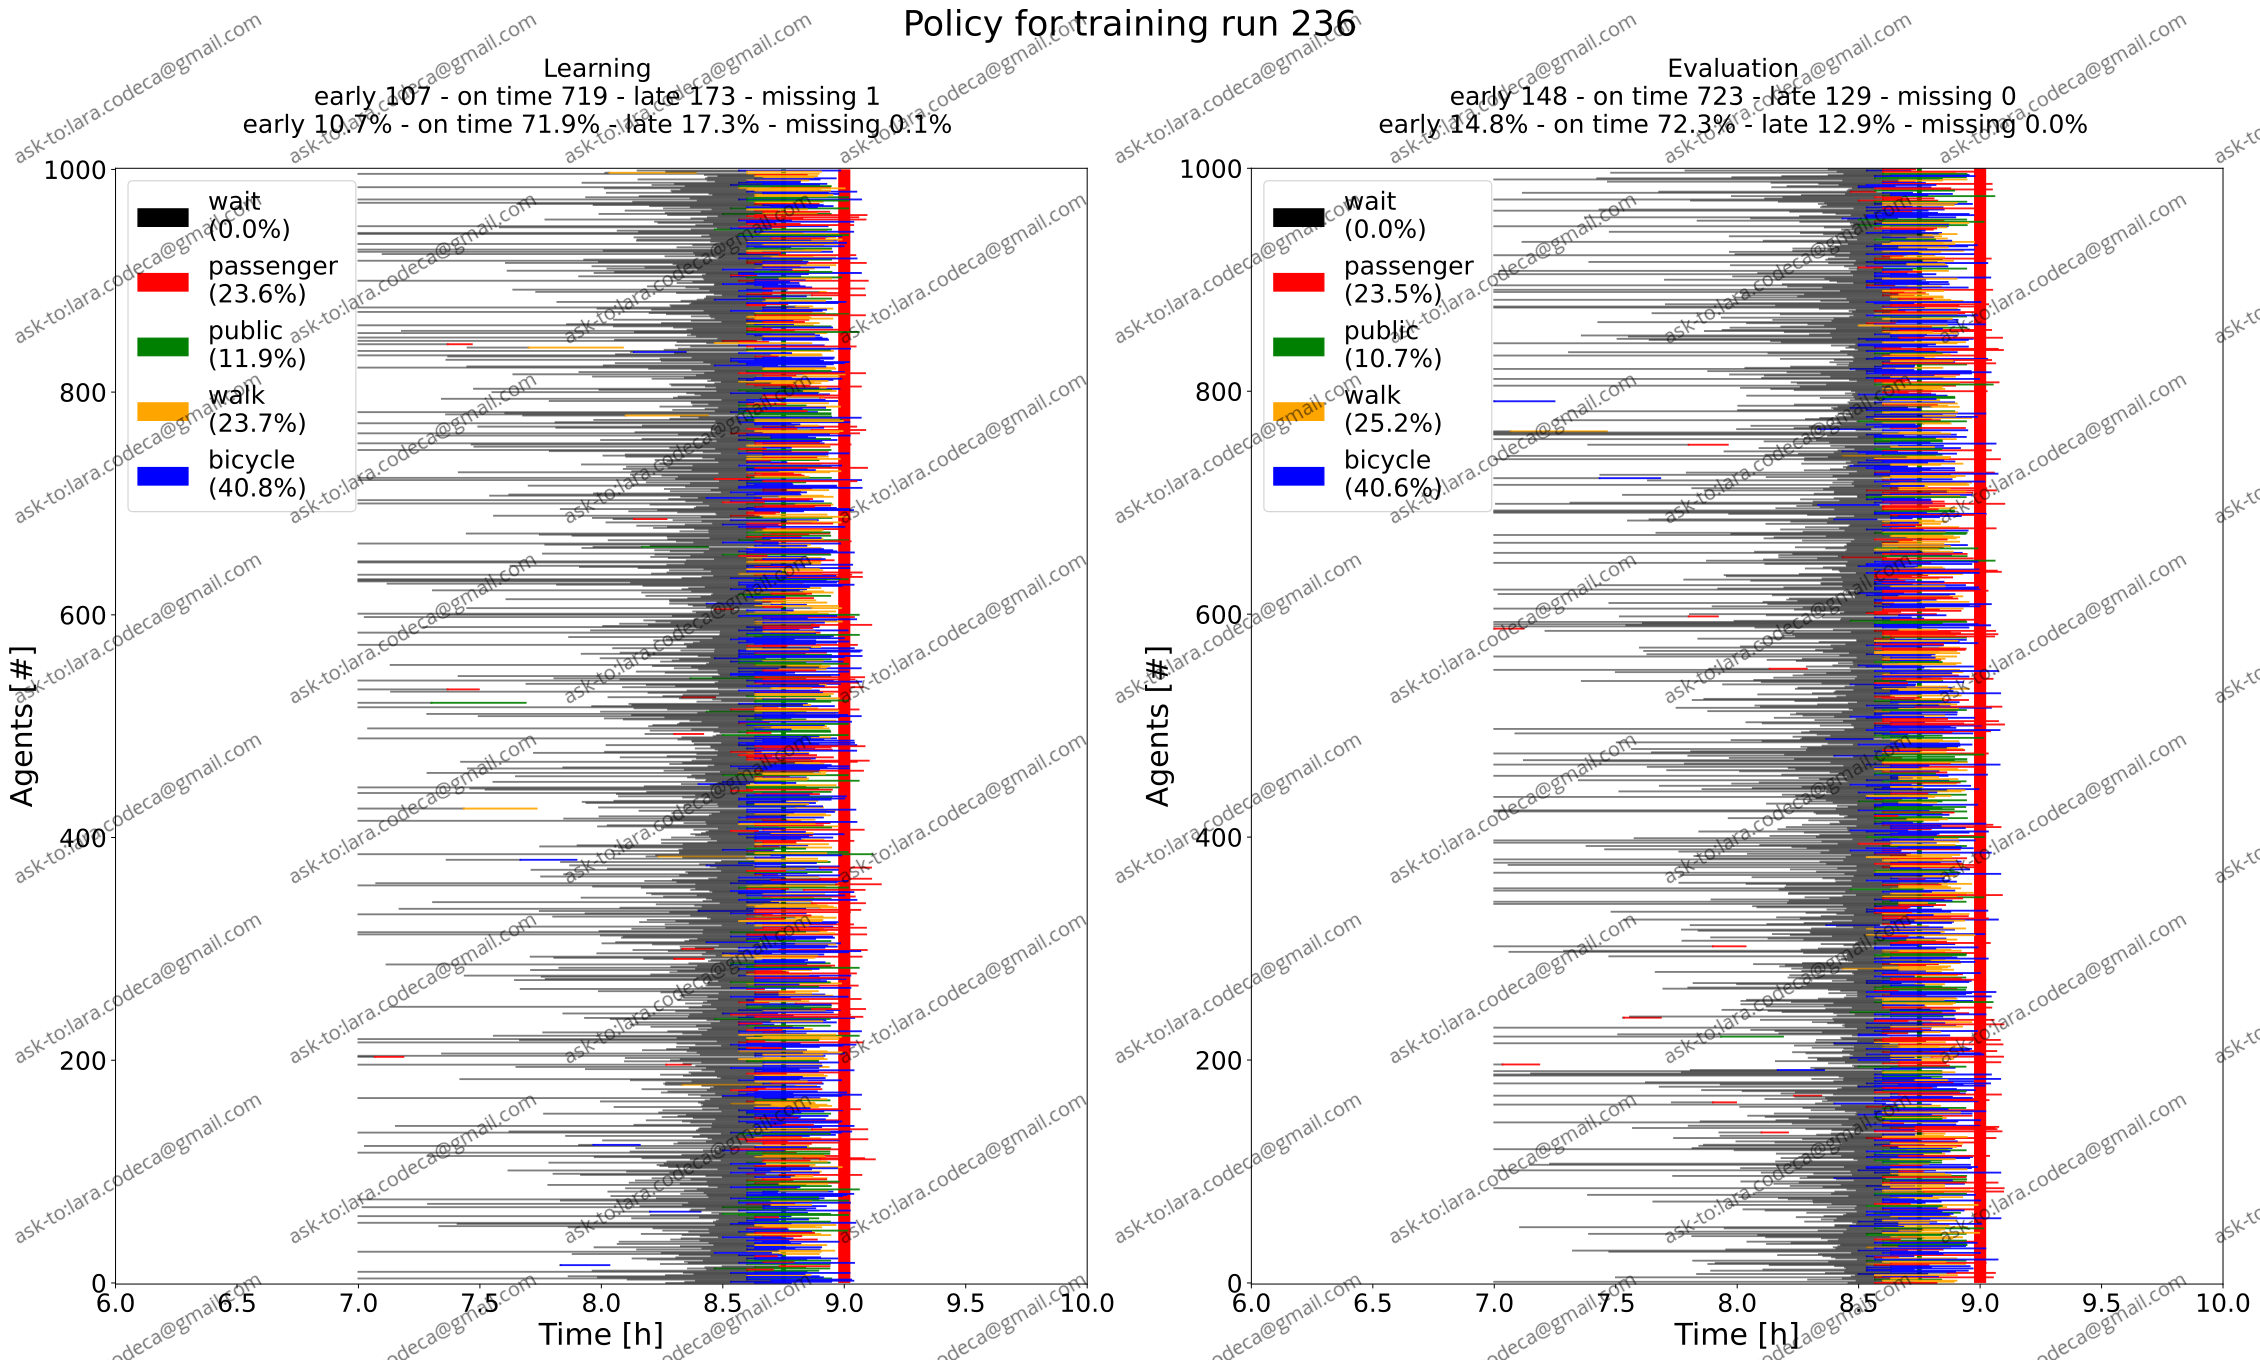 Policy for training run 236
Learning
early 107 - on time 719 - late 173 - missing 1
early 10.7% - on time 71.9% - late 17.3% - missing 0.1%
1000
800
600
400
200
0
Agents [#]
wait
(0.0%)
passenger
(23.6%)
public
(11.9%)
walk
(23.7%)
bicycle
(40.8%)
6.0 6.5 7.0 7.5 8.0 8.5 9.0 9.5 10.0
Time [h]
Evaluation
early 148 - on time 723 - late 129 - missing 0
early 14.8% - on time 72.3% - late 12.9% - missing 0.0%
1000
800
600
400
200
0
Agents [#]
wait
(0.0%)
passenger
(23.5%)
public
(10.7%)
walk
(25.2%)
bicycle
(40.6%)
6.0 6.5 7.0 7.5 8.0 8.5 9.0 9.5 10.0
Time [h]
ask-to:lara.codeca@gmail.com